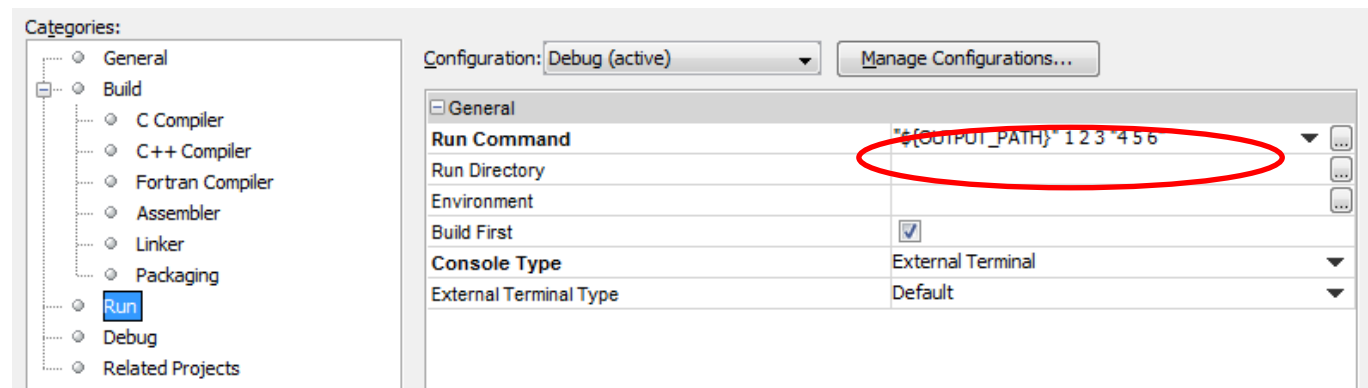 Categories:
General
Build
C Compiler
C++ Compiler
Fortran Compiler
Assembler
Linker
Packaging
Run
Debug
Related Projects
Configuration: Debug (active)
Manage Configurations...
General
Run Command "${OUTPUT_PATH}" 1 2 3 "4 5 6"
Run Directory ...
Environment ...
Build First
Console Type External Terminal
External Terminal Type Default